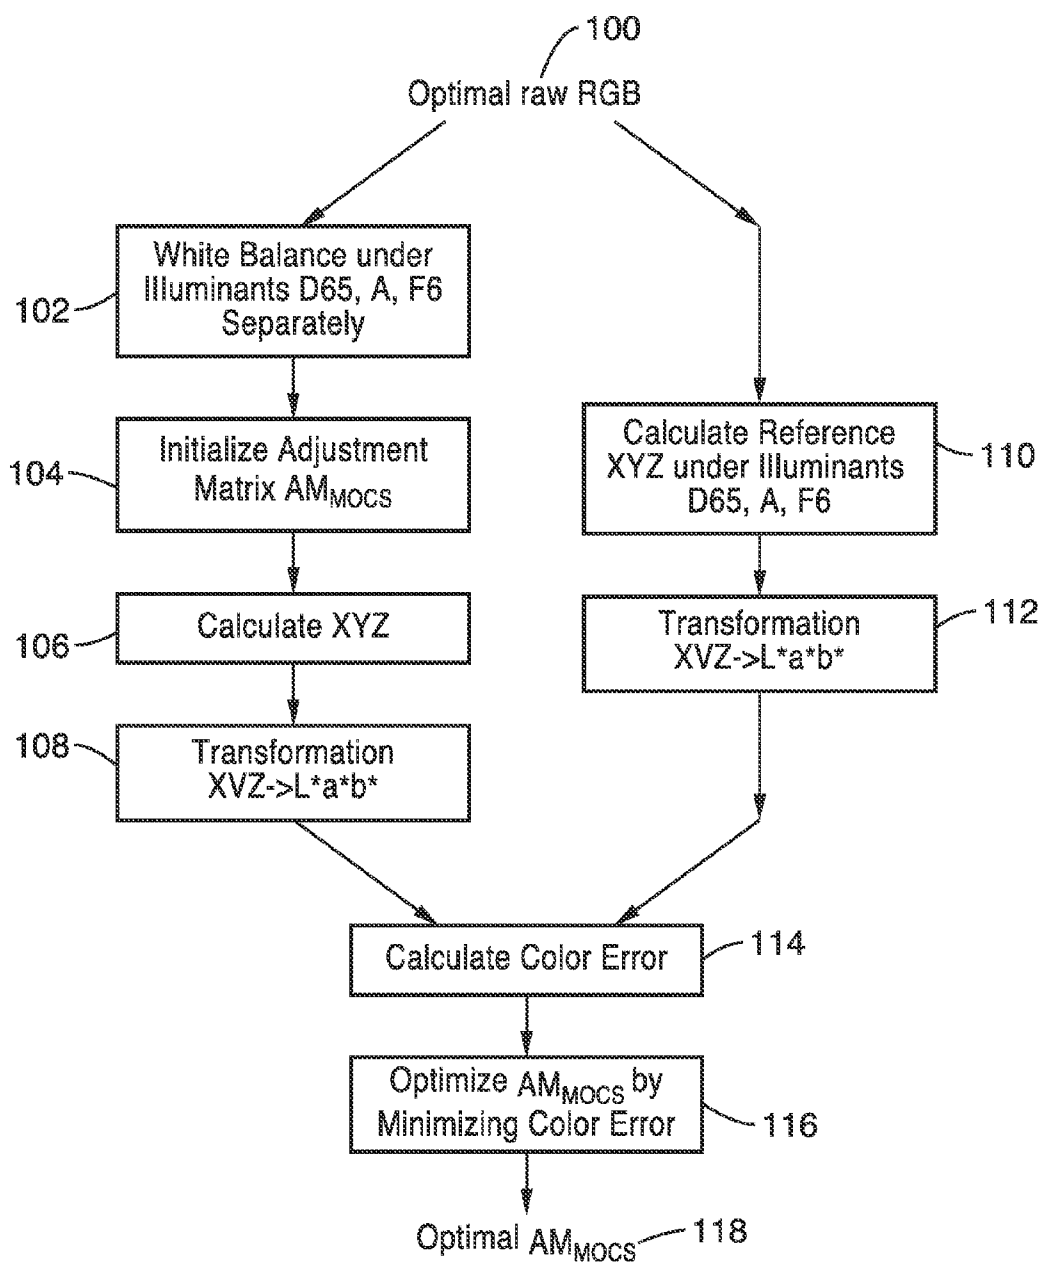 100
Optimal raw RGB
102
White Balance under
Illuminants D65, A, F6
Separately
104
Initialize Adjustment
Matrix AMMOCS
106
Calculate XYZ
108
Transformation
XVZ->L*a*b*
110
Calculate Reference
XYZ under Illuminants
D65, A, F6
112
Transformation
XVZ->L*a*b*
114
Calculate Color Error
116
Optimize AMMOCS by
Minimizing Color Error
Optimal AMMOCS
118